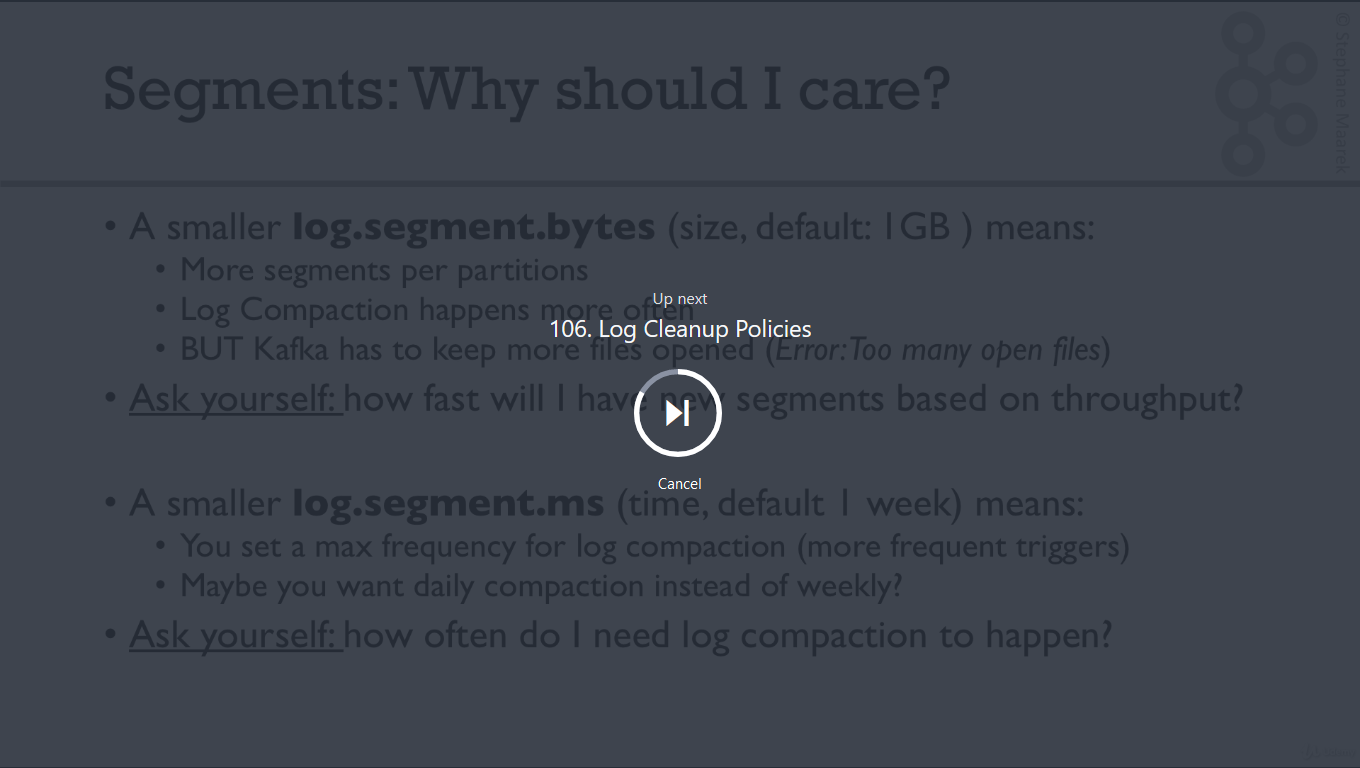 Segments: Why should I care?
© Stephane Maarek
• A smaller log.segment.bytes (size, default: 1GB ) means:
• More segments per partitions
• Log Compaction happens more often
• BUT Kafka has to keep more files opened (Error: Too many open files)
• Ask yourself: how fast will I have new segments based on throughput?
• A smaller log.segment.ms (time, default 1 week) means:
• You set a max frequency for log compaction (more frequent triggers)
• Maybe you want daily compaction instead of weekly?
• Ask yourself: how often do I need log compaction to happen?
Up next
106. Log Cleanup Policies
Cancel